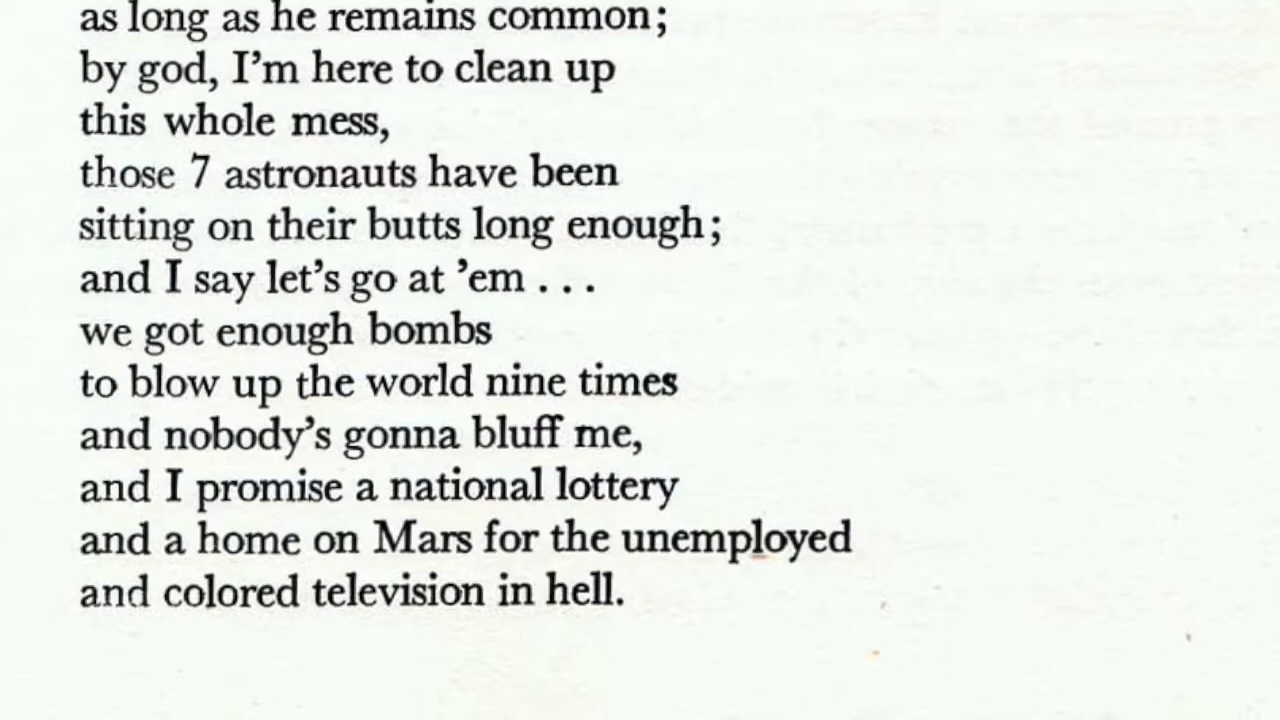 as long as he remains common;
by god, I’m here to clean up
this whole mess,
those 7 astronauts have been
sitting on their butts long enough;
and I say let’s go at ’em . . .
we got enough bombs
to blow up the world nine times
and nobody’s gonna bluff me,
and I promise a national lottery
and a home on Mars for the unemployed
and colored television in hell.